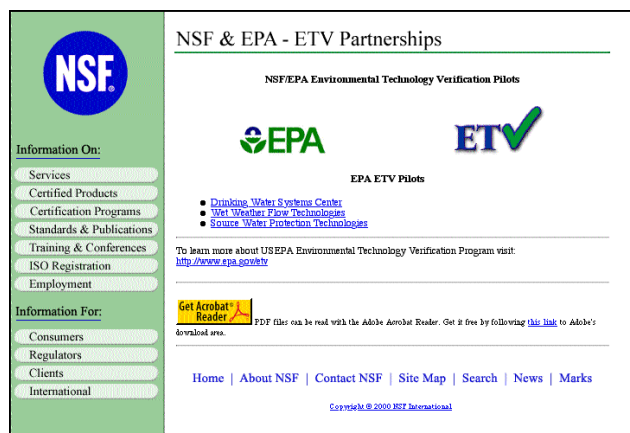 NSF & EPA - ETV Partnerships
NSF/EPA Environmental Technology Verification Pilots
NSF®
EPA
ETV
Information On:
Services
Certified Products
Certification Programs
Standards & Publications
Training & Conferences
ISO Registration
Employment
Information For:
Consumers
Regulators
Clients
International
EPA ETV Pilots
Drinking Water Systems Center
Wet Weather Flow Technologies
Source Water Protection Technologies
To learn more about USEPA Environmental Technology Verification Program visit:
http://www.epa.gov/etv
Get Acrobat®
Reader
PDF files can be read with the Adobe Acrobat Reader. Get it free by following this link to Adobe's
download area.
Home | About NSF | Contact NSF | Site Map | Search | News | Marks
Copyright © 2000 NSF International